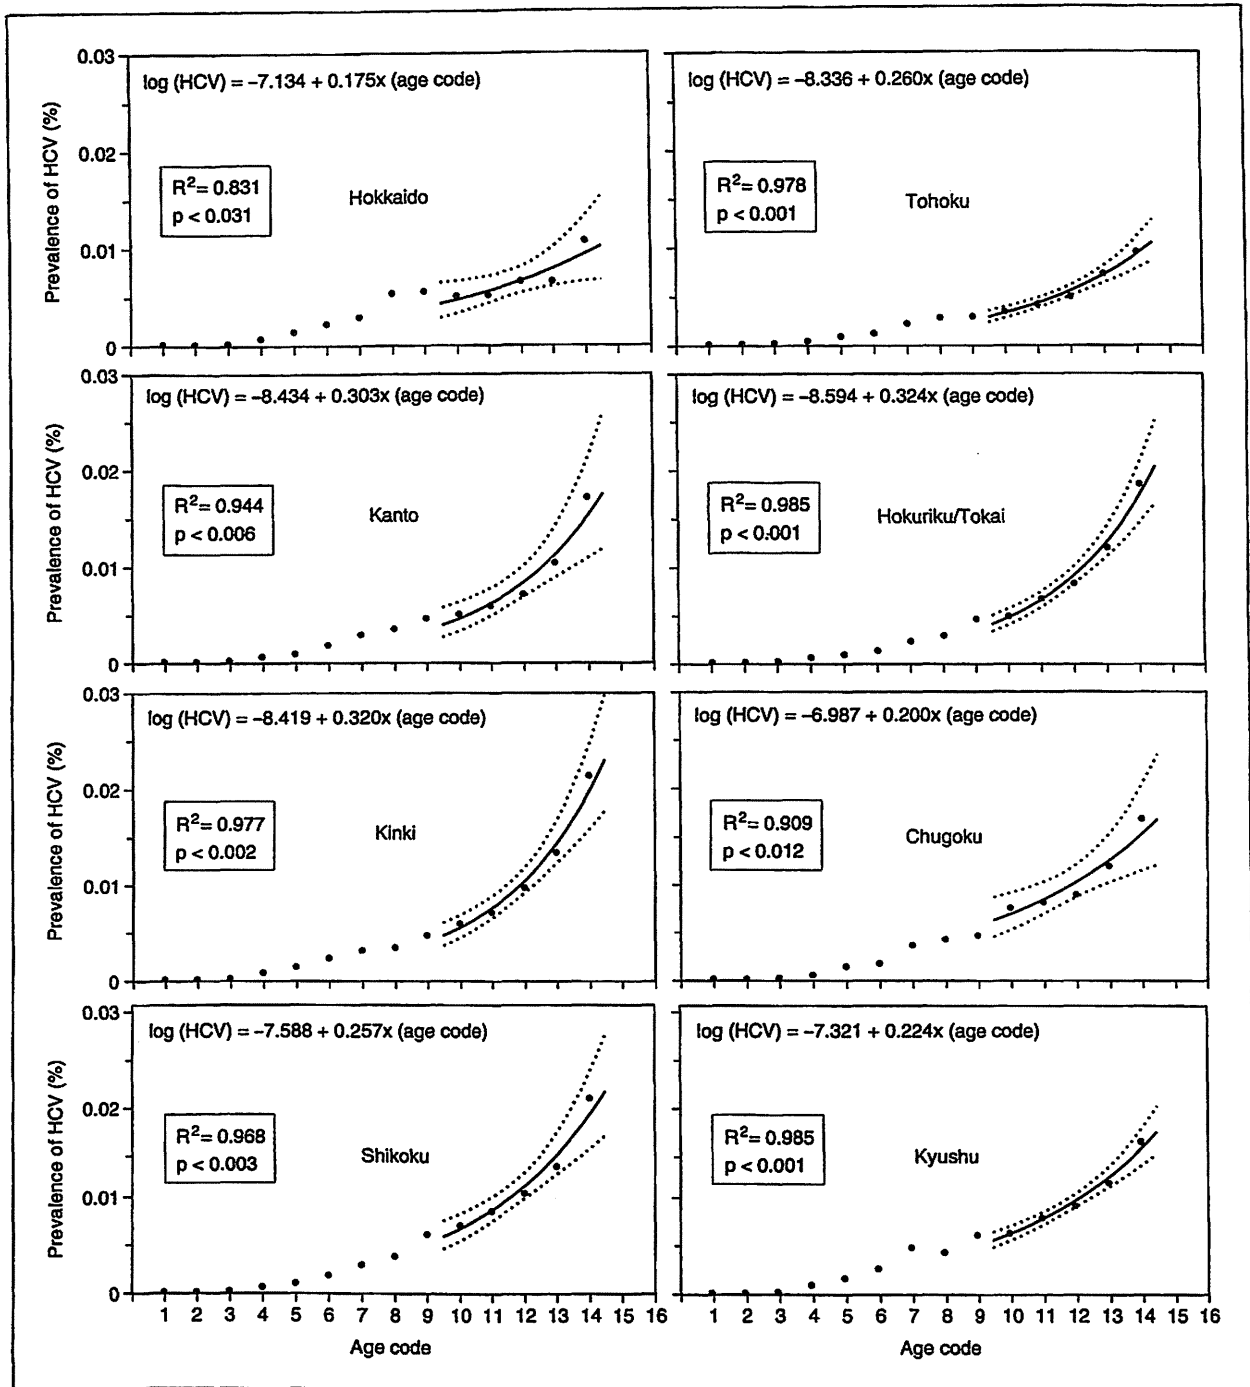 0.03
log (HCV) = −7.134 + 0.175x (age code)
Prevalence of HCV (%)
0.02
R²= 0.831
p < 0.031
Hokkaido
0.01
0
log (HCV) = −8.336 + 0.260x (age code)
R²= 0.978
p < 0.001
Tohoku
0.03
log (HCV) = −8.434 + 0.303x (age code)
Prevalence of HCV (%)
0.02
R²= 0.944
p < 0.006
Kanto
0.01
0
log (HCV) = −8.594 + 0.324x (age code)
R²= 0.985
p < 0.001
Hokuriku/Tokai
0.03
log (HCV) = −8.419 + 0.320x (age code)
Prevalence of HCV (%)
0.02
R²= 0.977
p < 0.002
Kinki
0.01
0
log (HCV) = −6.987 + 0.200x (age code)
R²= 0.909
p < 0.012
Chugoku
0.03
log (HCV) = −7.588 + 0.257x (age code)
Prevalence of HCV (%)
0.02
R²= 0.968
p < 0.003
Shikoku
0.01
0
1 2 3 4 5 6 7 8 9 10 11 12 13 14 15 16
Age code
log (HCV) = −7.321 + 0.224x (age code)
R²= 0.985
p < 0.001
Kyushu
1 2 3 4 5 6 7 8 9 10 11 12 13 14 15 16
Age code